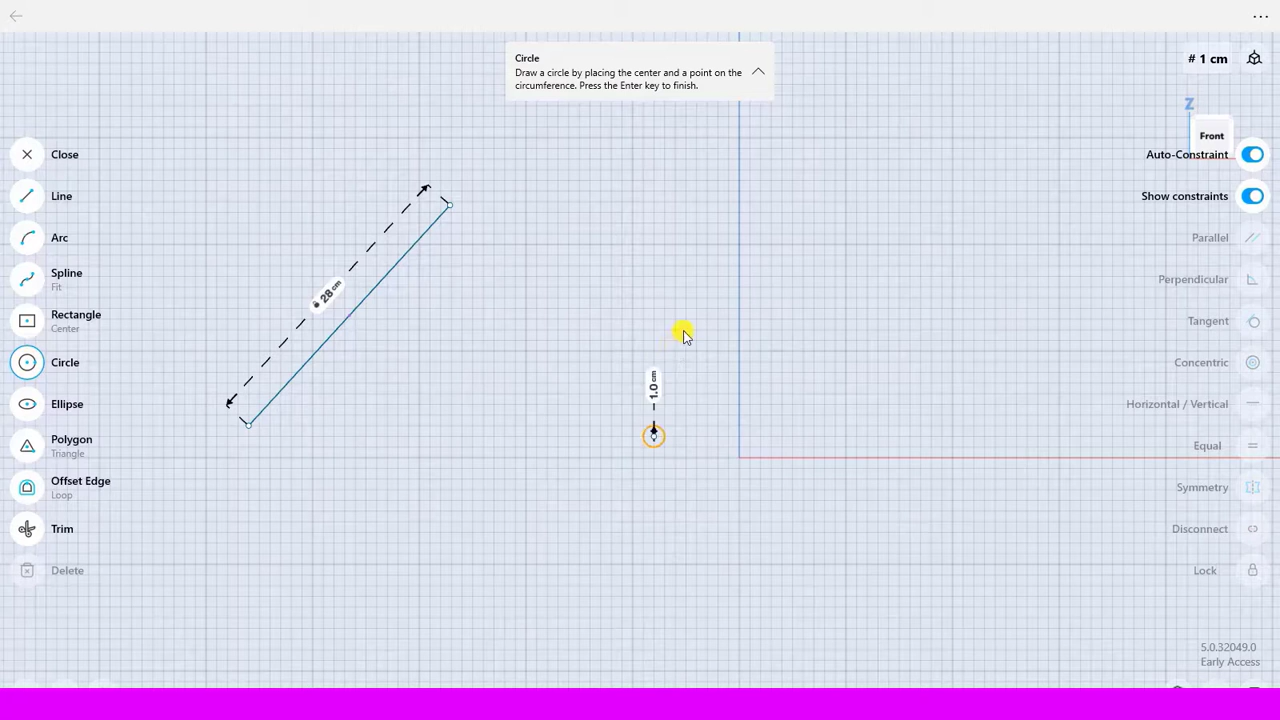 Circle
Draw a circle by placing the center and a point on the
circumference. Press the Enter key to finish.
# 1 cm
Z
Front
Close
Line
Arc
Spline
Fit
Rectangle
Center
Circle
Ellipse
Polygon
Triangle
Offset Edge
Loop
Trim
Delete
28 cm
1.0 cm
Auto-Constraint
Show constraints
Parallel
Perpendicular
Tangent
Concentric
Horizontal / Vertical
Equal
Symmetry
Disconnect
Lock
5.0.32049.0
Early Access